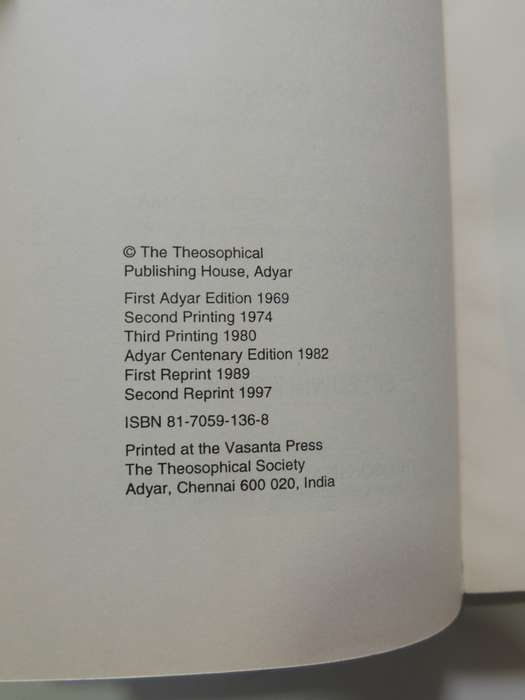 © The Theosophical
Publishing House, Adyar
First Adyar Edition 1969
Second Printing 1974
Third Printing 1980
Adyar Centenary Edition 1982
First Reprint 1989
Second Reprint 1997
ISBN 81-7059-136-8
Printed at the Vasanta Press
The Theosophical Society
Adyar, Chennai 600 020, India